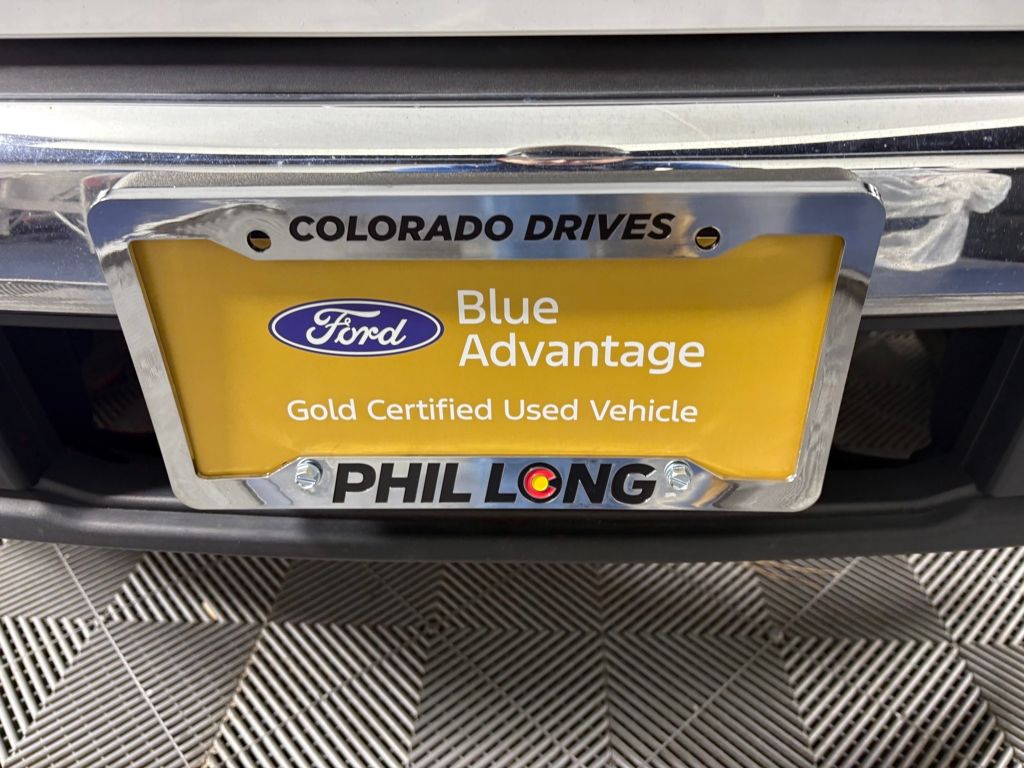 COLORADO DRIVES
Ford
Blue
Advantage
Gold Certified Used Vehicle
PHIL LONG